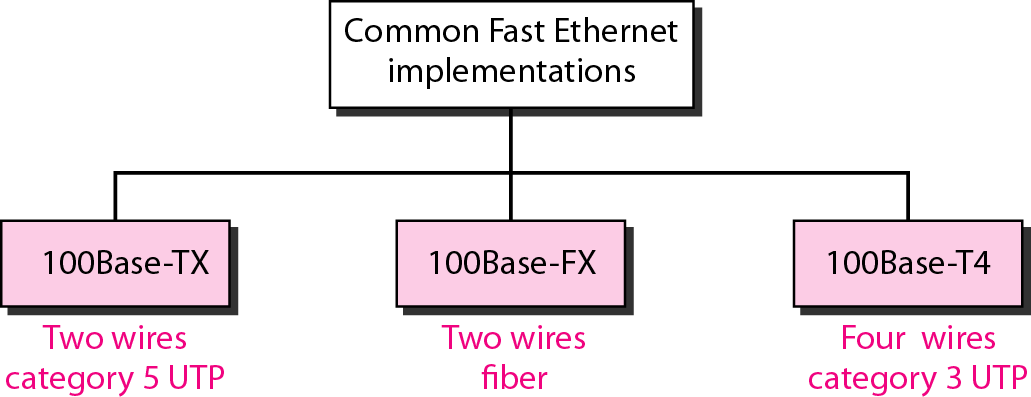 Common Fast Ethernet
implementations
100Base-TX
100Base-FX
100Base-T4
Two wires
category 5 UTP
Two wires
fiber
Four wires
category 3 UTP